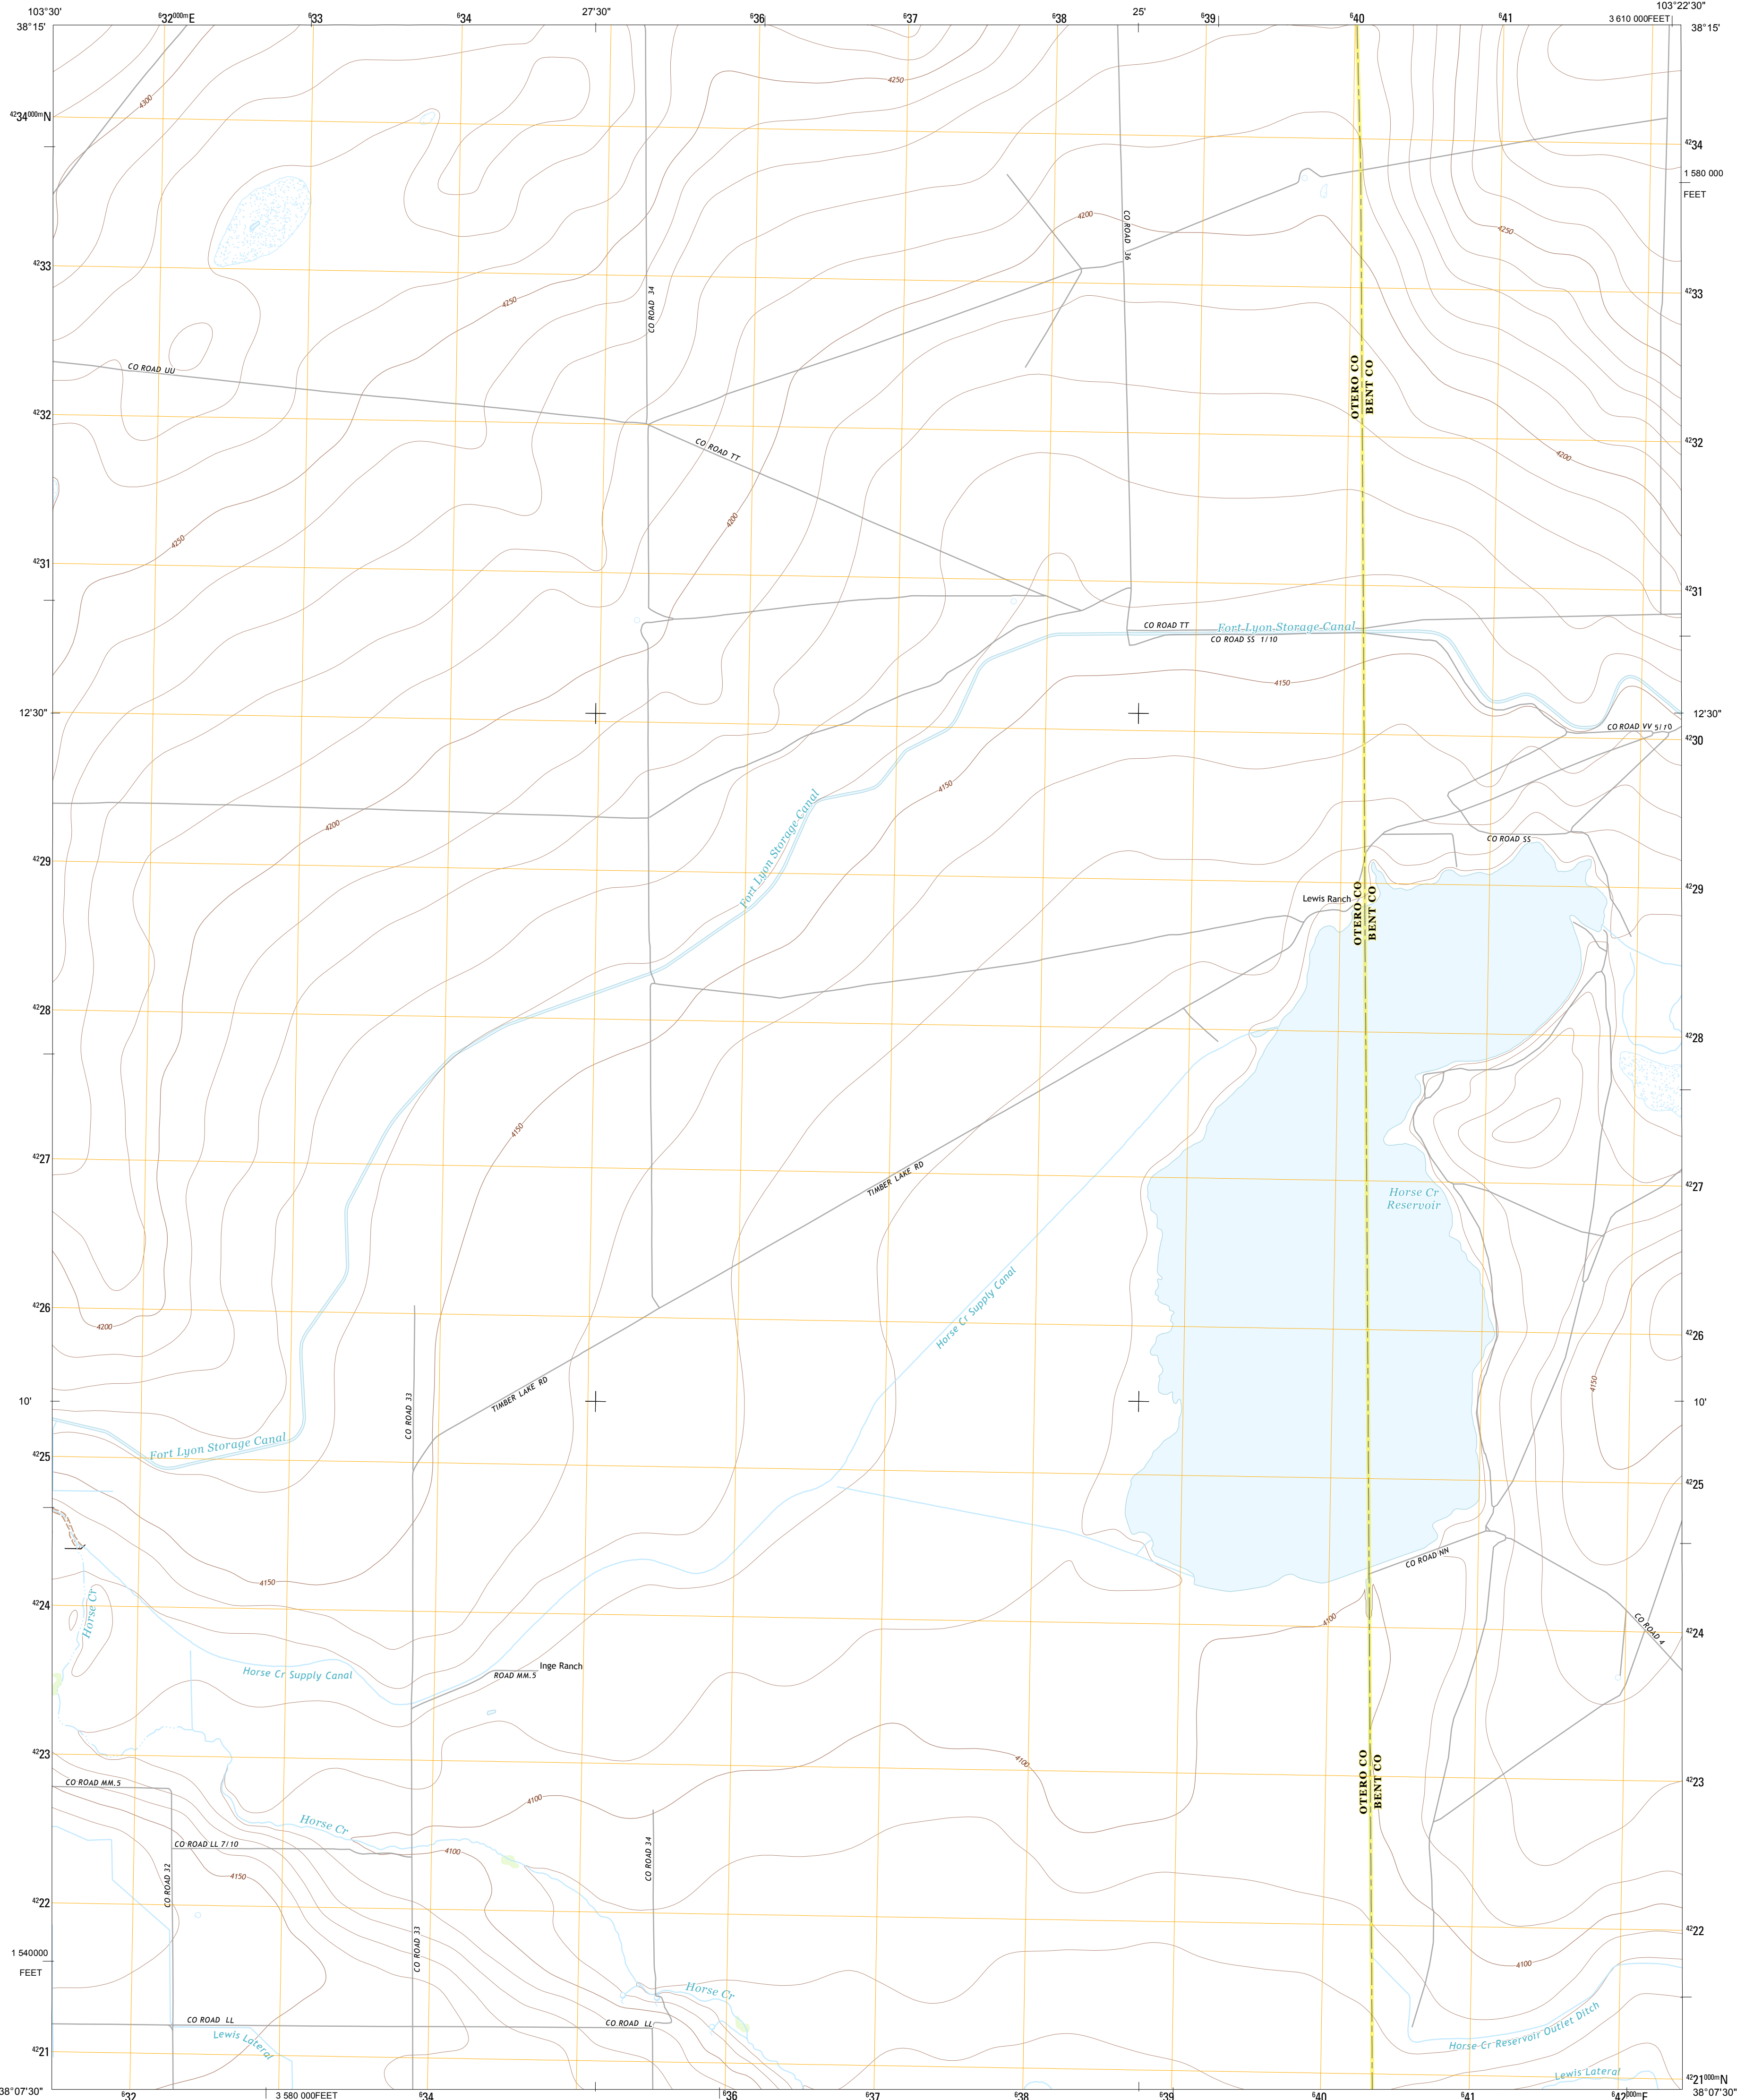 103°30'
⁶32⁰⁰⁰ᵐE
⁶33
⁶34
27'30"
⁶36
⁶37
⁶38
25'
⁶39
⁶40
⁶41
3 610 000FEET
103°22'30"
38°15'
38°15'
4250
4300
⁴²34⁰⁰⁰ᵐN
⁴²34
1 580 000
FEET
4200
CO ROAD 36
4250
⁴²33
⁴²33
4250
CO ROAD 34
CO ROAD UU
OTERO CO
BENT CO
⁴²32
⁴²32
CO ROAD TT
4200
4200
4250
⁴²31
⁴²31
CO ROAD TT
Fort Lyon Storage Canal
CO ROAD SS 1/10
4150
12'30"
12'30"
CO ROAD VV 5/10
⁴²30
4150
Fort Lyon Storage Canal
4200
CO ROAD SS
⁴²29
⁴²29
Lewis Ranch
OTERO CO
BENT CO
⁴²28
⁴²28
4150
⁴²27
TIMBER LAKE RD
⁴²27
Horse Cr
Reservoir
Horse Cr Supply Canal
⁴²26
4200
⁴²26
TIMBER LAKE RD
CO ROAD 33
4150
10'
10'
Fort Lyon Storage Canal
⁴²25
⁴²25
CO ROAD NN
4150
Horse Cr
⁴²24
4100
CO ROAD 4
⁴²24
Inge Ranch
ROAD MM.5
Horse Cr Supply Canal
⁴²23
4100
OTERO CO
BENT CO
⁴²23
CO ROAD MM.5
4100
Horse Cr
CO ROAD LL 7/10
4100
CO ROAD 34
CO ROAD 32
4150
⁴²22
⁴²22
CO ROAD 33
1 540000
FEET
4100
Horse Cr
CO ROAD LL
CO ROAD LL
Lewis Lateral
Horse Cr Reservoir Outlet Ditch
⁴²21
Lewis Lateral
⁴²21⁰⁰⁰ᵐN
38°07'30"
38°07'30"
⁶32
3 580 000FEET
⁶34
⁶36
⁶37
⁶38
⁶39
⁶40
⁶41
⁶42⁰⁰⁰ᵐE